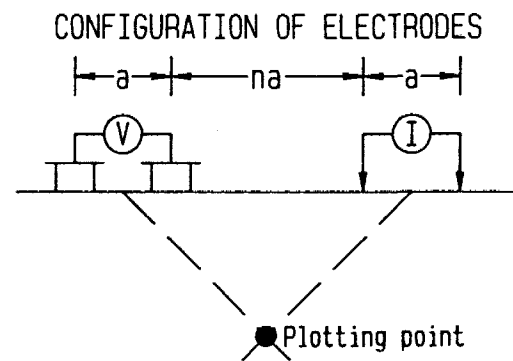 CONFIGURATION OF ELECTRODES
a na a
V I
Plotting point